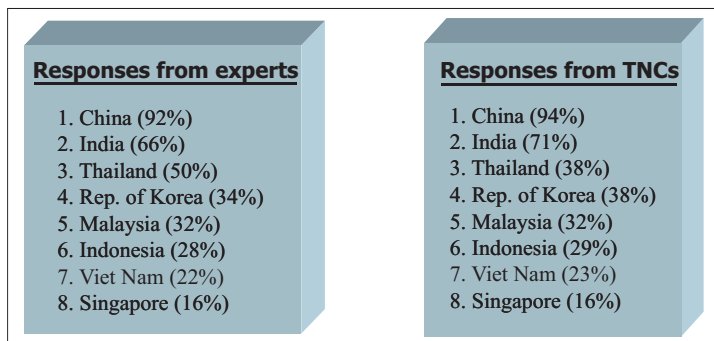 Responses from experts
1. China (92%)
2. India (66%)
3. Thailand (50%)
4. Rep. of Korea (34%)
5. Malaysia (32%)
6. Indonesia (28%)
7. Viet Nam (22%)
8. Singapore (16%)
Responses from TNCs
1. China (94%)
2. India (71%)
3. Thailand (38%)
4. Rep. of Korea (38%)
5. Malaysia (32%)
6. Indonesia (29%)
7. Viet Nam (23%)
8. Singapore (16%)